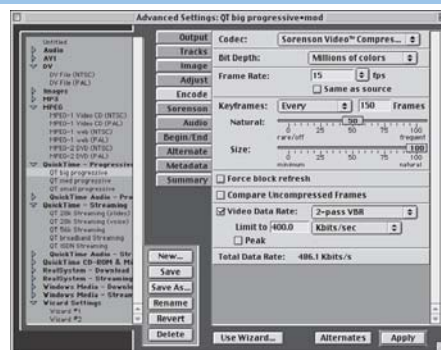 Advanced Settings: QT big progressive•mod
Untitled
Audio
AVI
DV
DV File (NTSC)
DV File (PAL)
Images
MP3
MPEG
MPEG-1 Video CD (NTSC)
MPEG-1 Video CD (PAL)
MPEG-1 web (NTSC)
MPEG-1 web (PAL)
MPEG-2 DVD (NTSC)
MPEG-2 DVD (PAL)
QuickTime - Progressive
QT big progressive
QT med progressive
QT small progressive
QuickTime Audio - Pro
QuickTime - Streaming
QT 28k Streaming (slides)
QT 28k Streaming (voice)
QT 56k Streaming
QT broadband Streaming
QT ISDN Streaming
QuickTime Audio - Str
QuickTime CD-ROM & Mi
RealSystem - Download
RealSystem - Streaming
Windows Media - Downlo
Windows Media - Stream
Wizard Settings
Wizard #1
Wizard #2
Output
Tracks
Image
Adjust
Encode
Sorenson
Audio
Begin/End
Alternate
Metadata
Summary
New...
Save
Save As...
Rename
Revert
Delete
Codec: Sorenson Video™ Compres...
Bit Depth: Millions of colors
Frame Rate: 15 fps
Same as source
Keyframes: Every 150 Frames
Natural: 50
0 25 50 75 100
rare/off frequent
Size: 100
0 25 50 75 100
minimum natural
Force block refresh
Compare Uncompressed Frames
Video Data Rate: 2-pass VBR
Limit to 400.0 Kbits/sec
Peak
Total Data Rate: 406.1 Kbits/s
Use Wizard... Alternates Apply